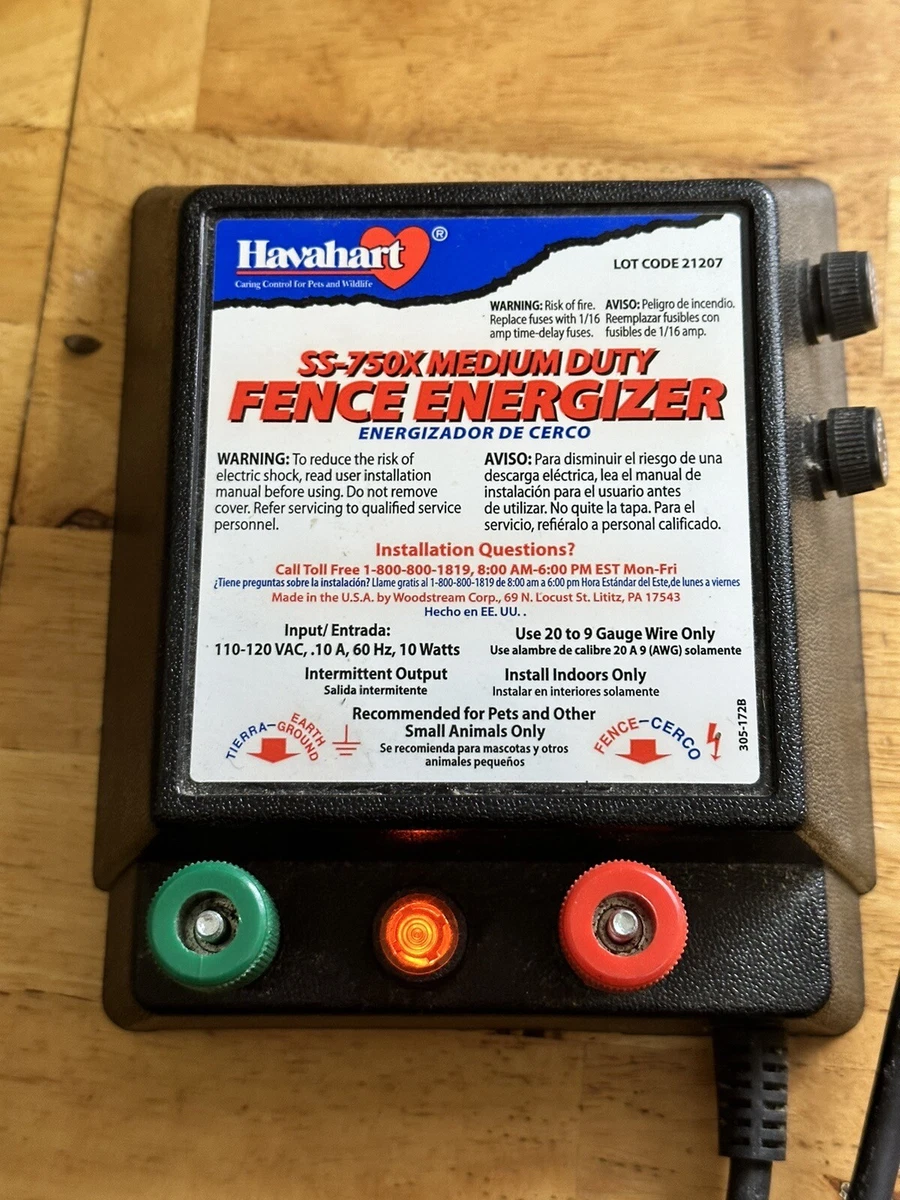 Havahart®
Caring Control for Pets and Wildlife
LOT CODE 21207
WARNING: Risk of fire.
Replace fuses with 1/16
amp time-delay fuses.
AVISO: Peligro de incendio.
Reemplazar fusibles con
fusibles de 1/16 amp.
SS-750X MEDIUM DUTY
FENCE ENERGIZER
ENERGIZADOR DE CERCO
WARNING: To reduce the risk of
electric shock, read user installation
manual before using. Do not remove
cover. Refer servicing to qualified service
personnel.
AVISO: Para disminuir el riesgo de una
descarga eléctrica, lea el manual de
instalación para el usuario antes
de utilizar. No quite la tapa. Para el
servicio, refiéralo a personal calificado.
Installation Questions?
Call Toll Free 1-800-800-1819, 8:00 AM-6:00 PM EST Mon-Fri
¿Tiene preguntas sobre la instalación? Llame gratis al 1-800-800-1819 de 8:00 am a 6:00 pm Hora Estándar del Este,de lunes a viernes
Made in the U.S.A. by Woodstream Corp., 69 N. Locust St. Lititz, PA 17543
Hecho en EE. UU. .
Input/ Entrada:
110-120 VAC, .10 A, 60 Hz, 10 Watts
Use 20 to 9 Gauge Wire Only
Use alambre de calibre 20 A 9 (AWG) solamente
Intermittent Output
Salida intermitente
Install Indoors Only
Instalar en interiores solamente
Recommended for Pets and Other
Small Animals Only
Se recomienda para mascotas y otros
animales pequeños
TIERRA-EARTH GROUND
FENCE-CERCO
305-172B